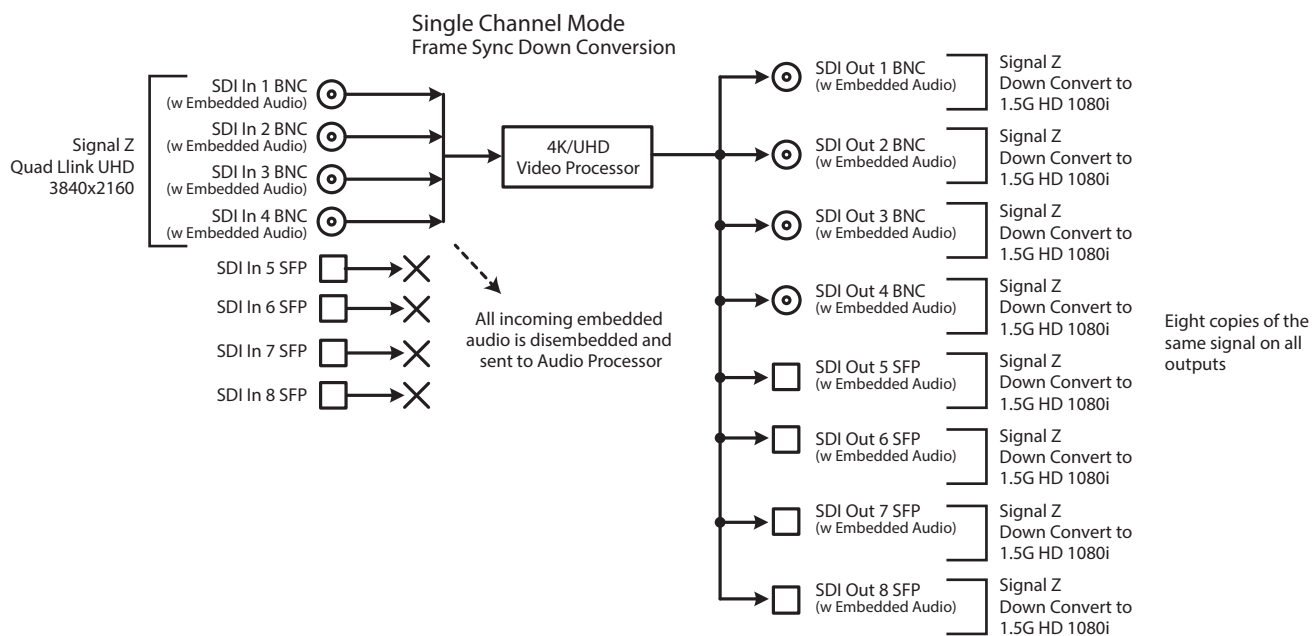 Single Channel Mode
Frame Sync Down Conversion
Signal Z
Quad Llink UHD
3840x2160
SDI In 1 BNC
(w Embedded Audio)
SDI In 2 BNC
(w Embedded Audio)
SDI In 3 BNC
(w Embedded Audio)
SDI In 4 BNC
(w Embedded Audio)
SDI In 5 SFP
SDI In 6 SFP
SDI In 7 SFP
SDI In 8 SFP
All incoming embedded
audio is disembedded and
sent to Audio Processor
4K/UHD
Video Processor
SDI Out 1 BNC
(w Embedded Audio)
Signal Z
Down Convert to
1.5G HD 1080i
SDI Out 2 BNC
(w Embedded Audio)
Signal Z
Down Convert to
1.5G HD 1080i
SDI Out 3 BNC
(w Embedded Audio)
Signal Z
Down Convert to
1.5G HD 1080i
SDI Out 4 BNC
(w Embedded Audio)
Signal Z
Down Convert to
1.5G HD 1080i
SDI Out 5 SFP
(w Embedded Audio)
Signal Z
Down Convert to
1.5G HD 1080i
SDI Out 6 SFP
(w Embedded Audio)
Signal Z
Down Convert to
1.5G HD 1080i
SDI Out 7 SFP
(w Embedded Audio)
Signal Z
Down Convert to
1.5G HD 1080i
SDI Out 8 SFP
(w Embedded Audio)
Signal Z
Down Convert to
1.5G HD 1080i
Eight copies of the
same signal on all
outputs